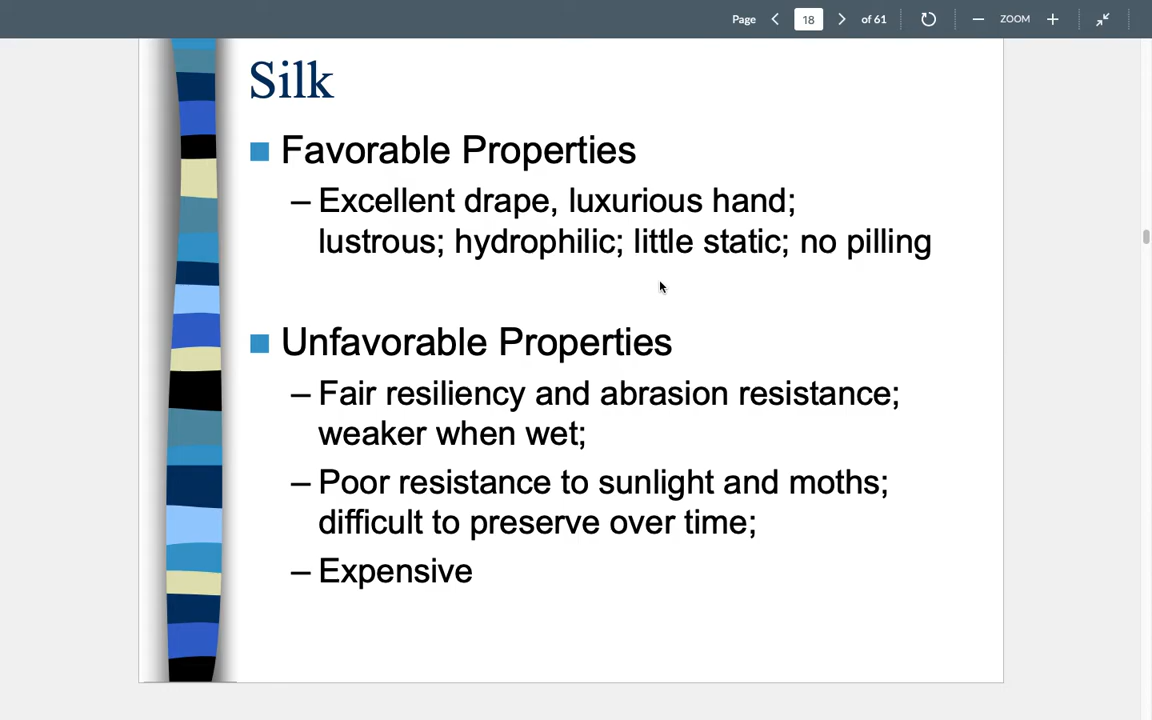 Page 18 of 61 ZOOM
Silk
Favorable Properties
– Excellent drape, luxurious hand;
lustrous; hydrophilic; little static; no pilling
Unfavorable Properties
– Fair resiliency and abrasion resistance;
weaker when wet;
– Poor resistance to sunlight and moths;
difficult to preserve over time;
– Expensive